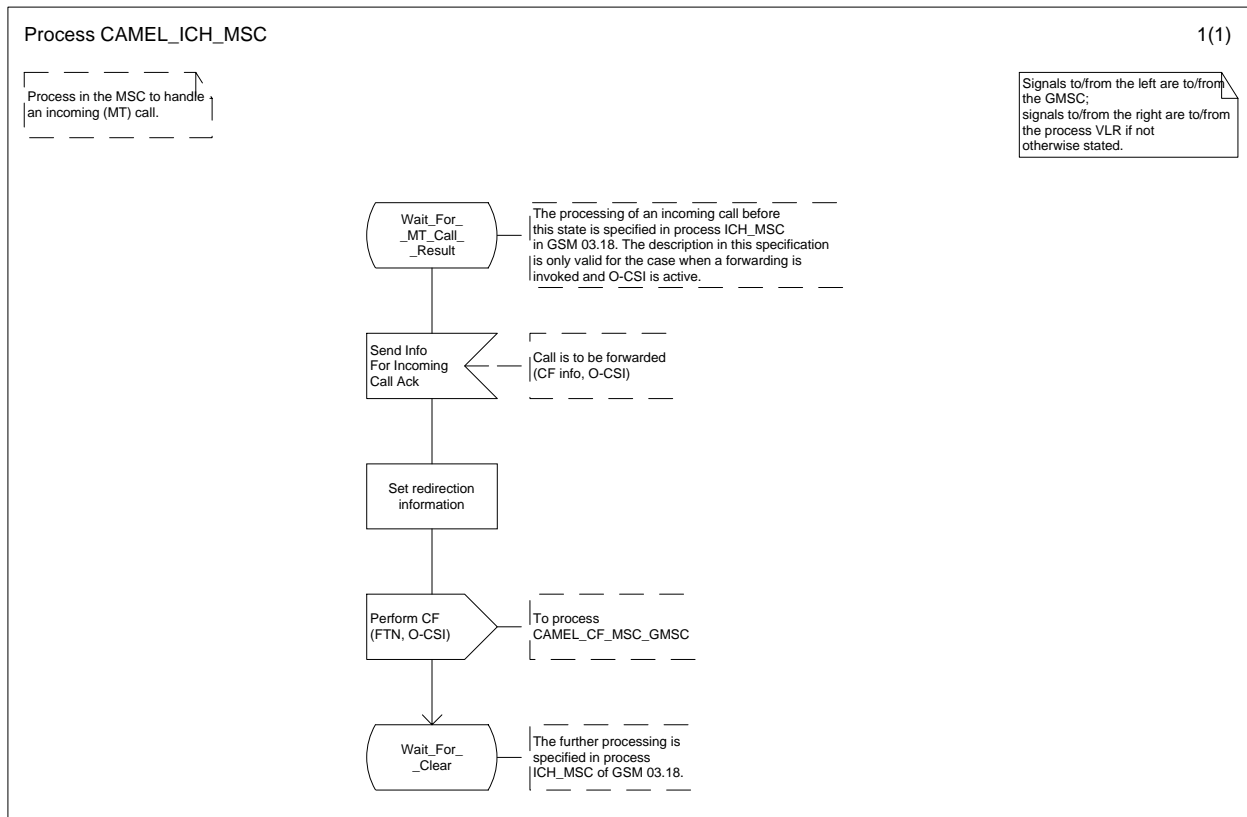 Process CAMEL_ICH_MSC
1(1)
Process in the MSC to handle
an incoming (MT) call.
Signals to/from the left are to/from
the GMSC;
signals to/from the right are to/from
the process VLR if not
otherwise stated.
Wait_For_
_MT_Call_
_Result
The processing of an incoming call before
this state is specified in process ICH_MSC
in GSM 03.18. The description in this specification
is only valid for the case when a forwarding is
invoked and O-CSI is active.
Send Info
For Incoming
Call Ack
Call is to be forwarded
(CF info, O-CSI)
Set redirection
information
Perform CF
(FTN, O-CSI)
To process
CAMEL_CF_MSC_GMSC
Wait_For_
_Clear
The further processing is
specified in process
ICH_MSC of GSM 03.18.